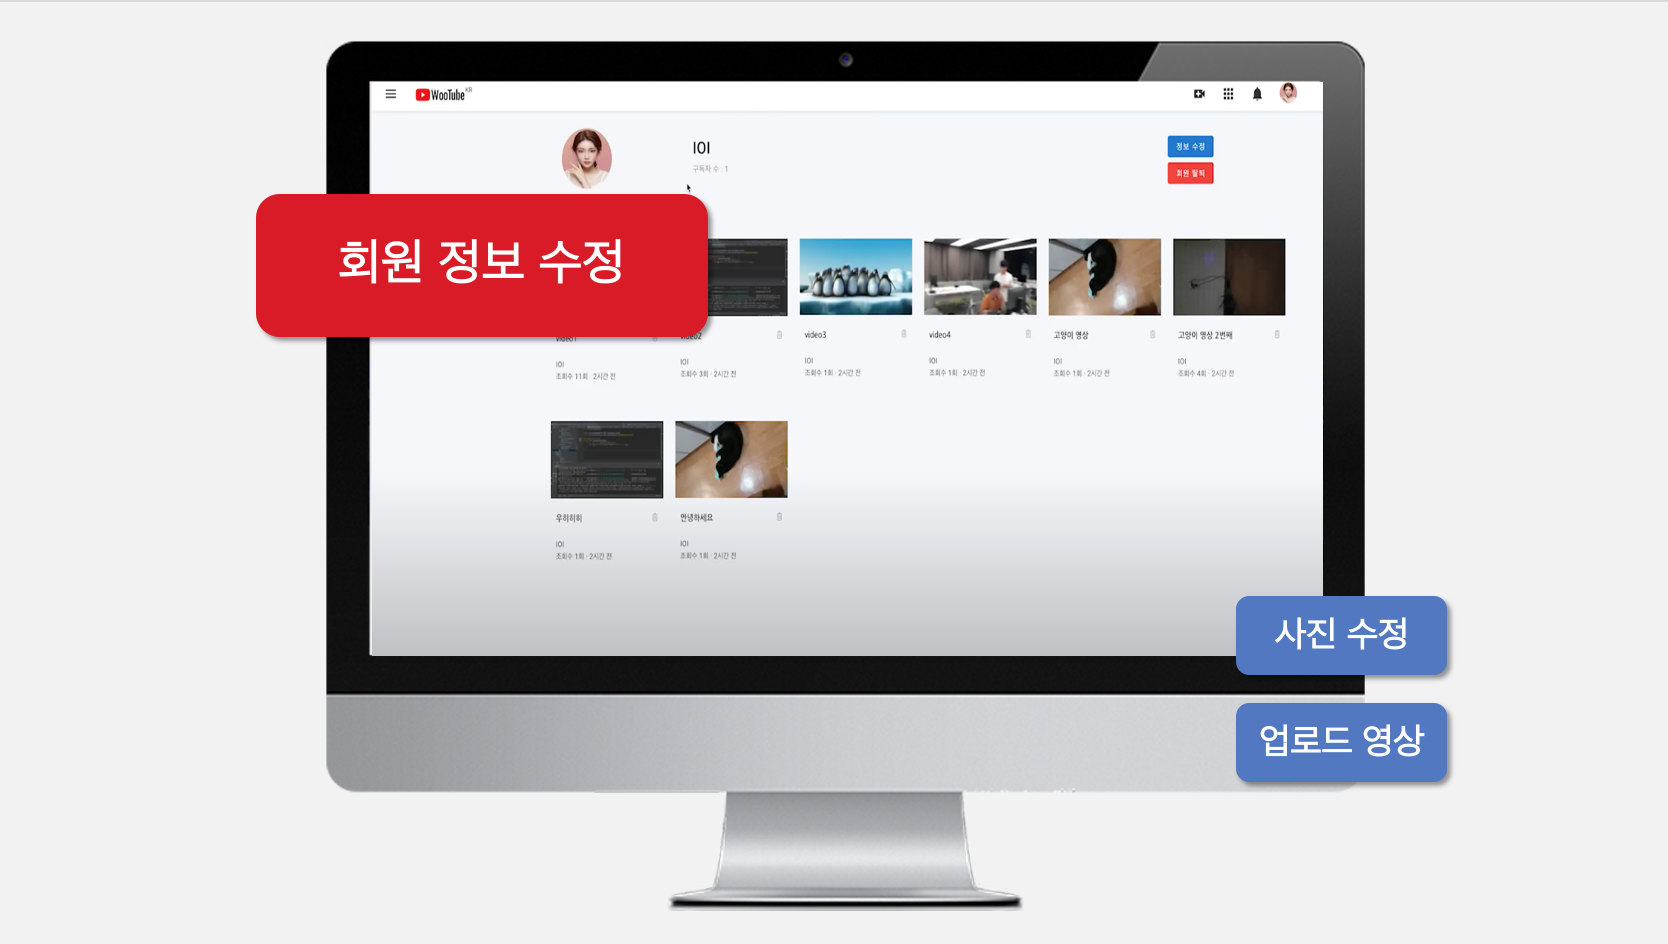 WooTube KR
IOI
구독자 수 : 1
정보 수정
회원 탈퇴
회원 정보 수정
video1
IOI
조회수 11회 · 2시간 전
video2
IOI
조회수 3회 · 2시간 전
video3
IOI
조회수 1회 · 2시간 전
video4
IOI
조회수 1회 · 2시간 전
고양이 영상
IOI
조회수 1회 · 2시간 전
고양이 영상 2번째
IOI
조회수 4회 · 2시간 전
우히히히
IOI
조회수 1회 · 2시간 전
안녕하세요
IOI
조회수 1회 · 2시간 전
사진 수정
업로드 영상